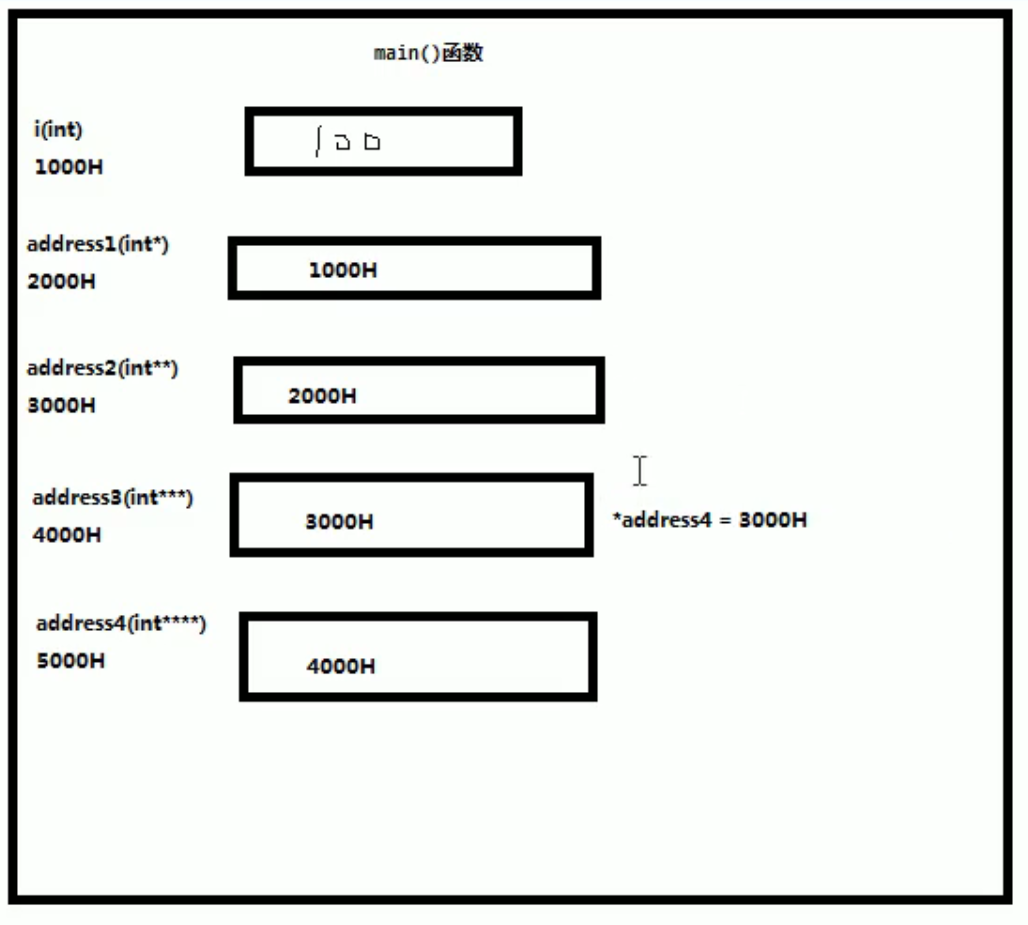 main()函数
i(int)
1000H
100
address1(int*)
2000H
1000H
address2(int**)
3000H
2000H
address3(int***)
4000H
3000H
*address4 = 3000H
address4(int****)
5000H
4000H